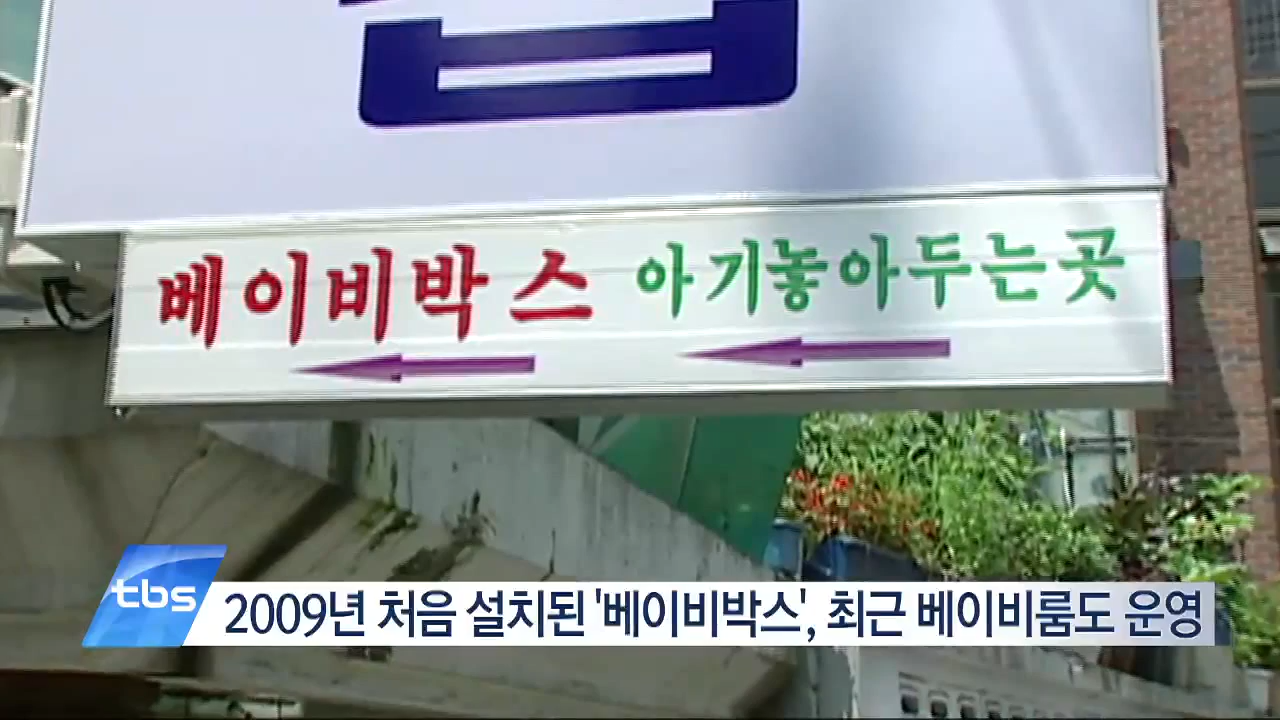 베이비박스 아기놓아두는곳
tbs
2009년 처음 설치된 '베이비박스', 최근 베이비룸도 운영